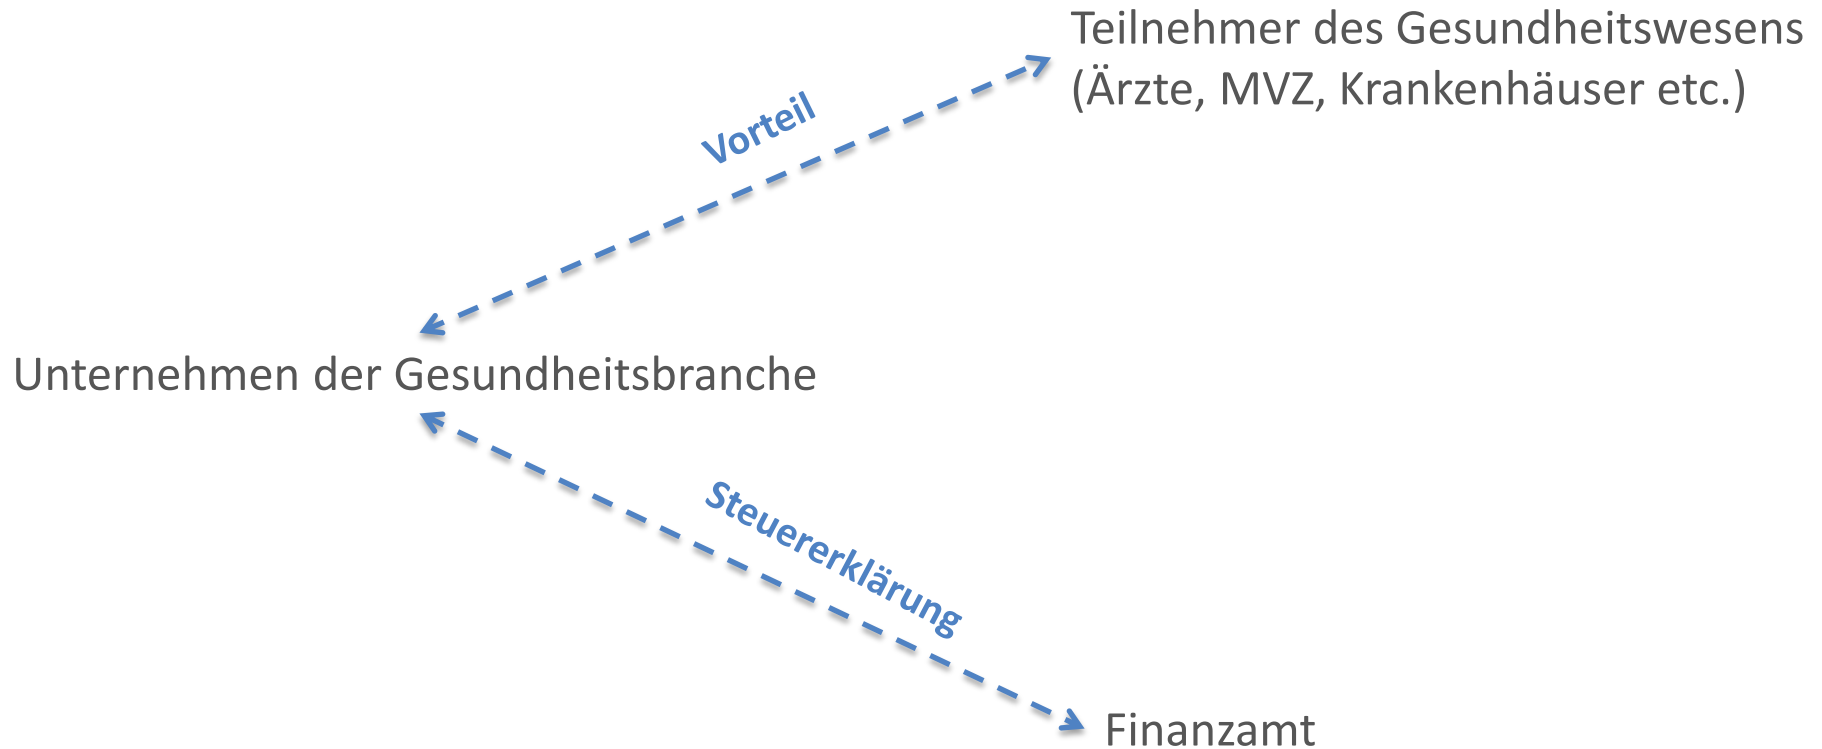 Teilnehmer des Gesundheitswesens
(Ärzte, MVZ, Krankenhäuser etc.)
Vorteil
Unternehmen der Gesundheitsbranche
Steuererklärung
Finanzamt